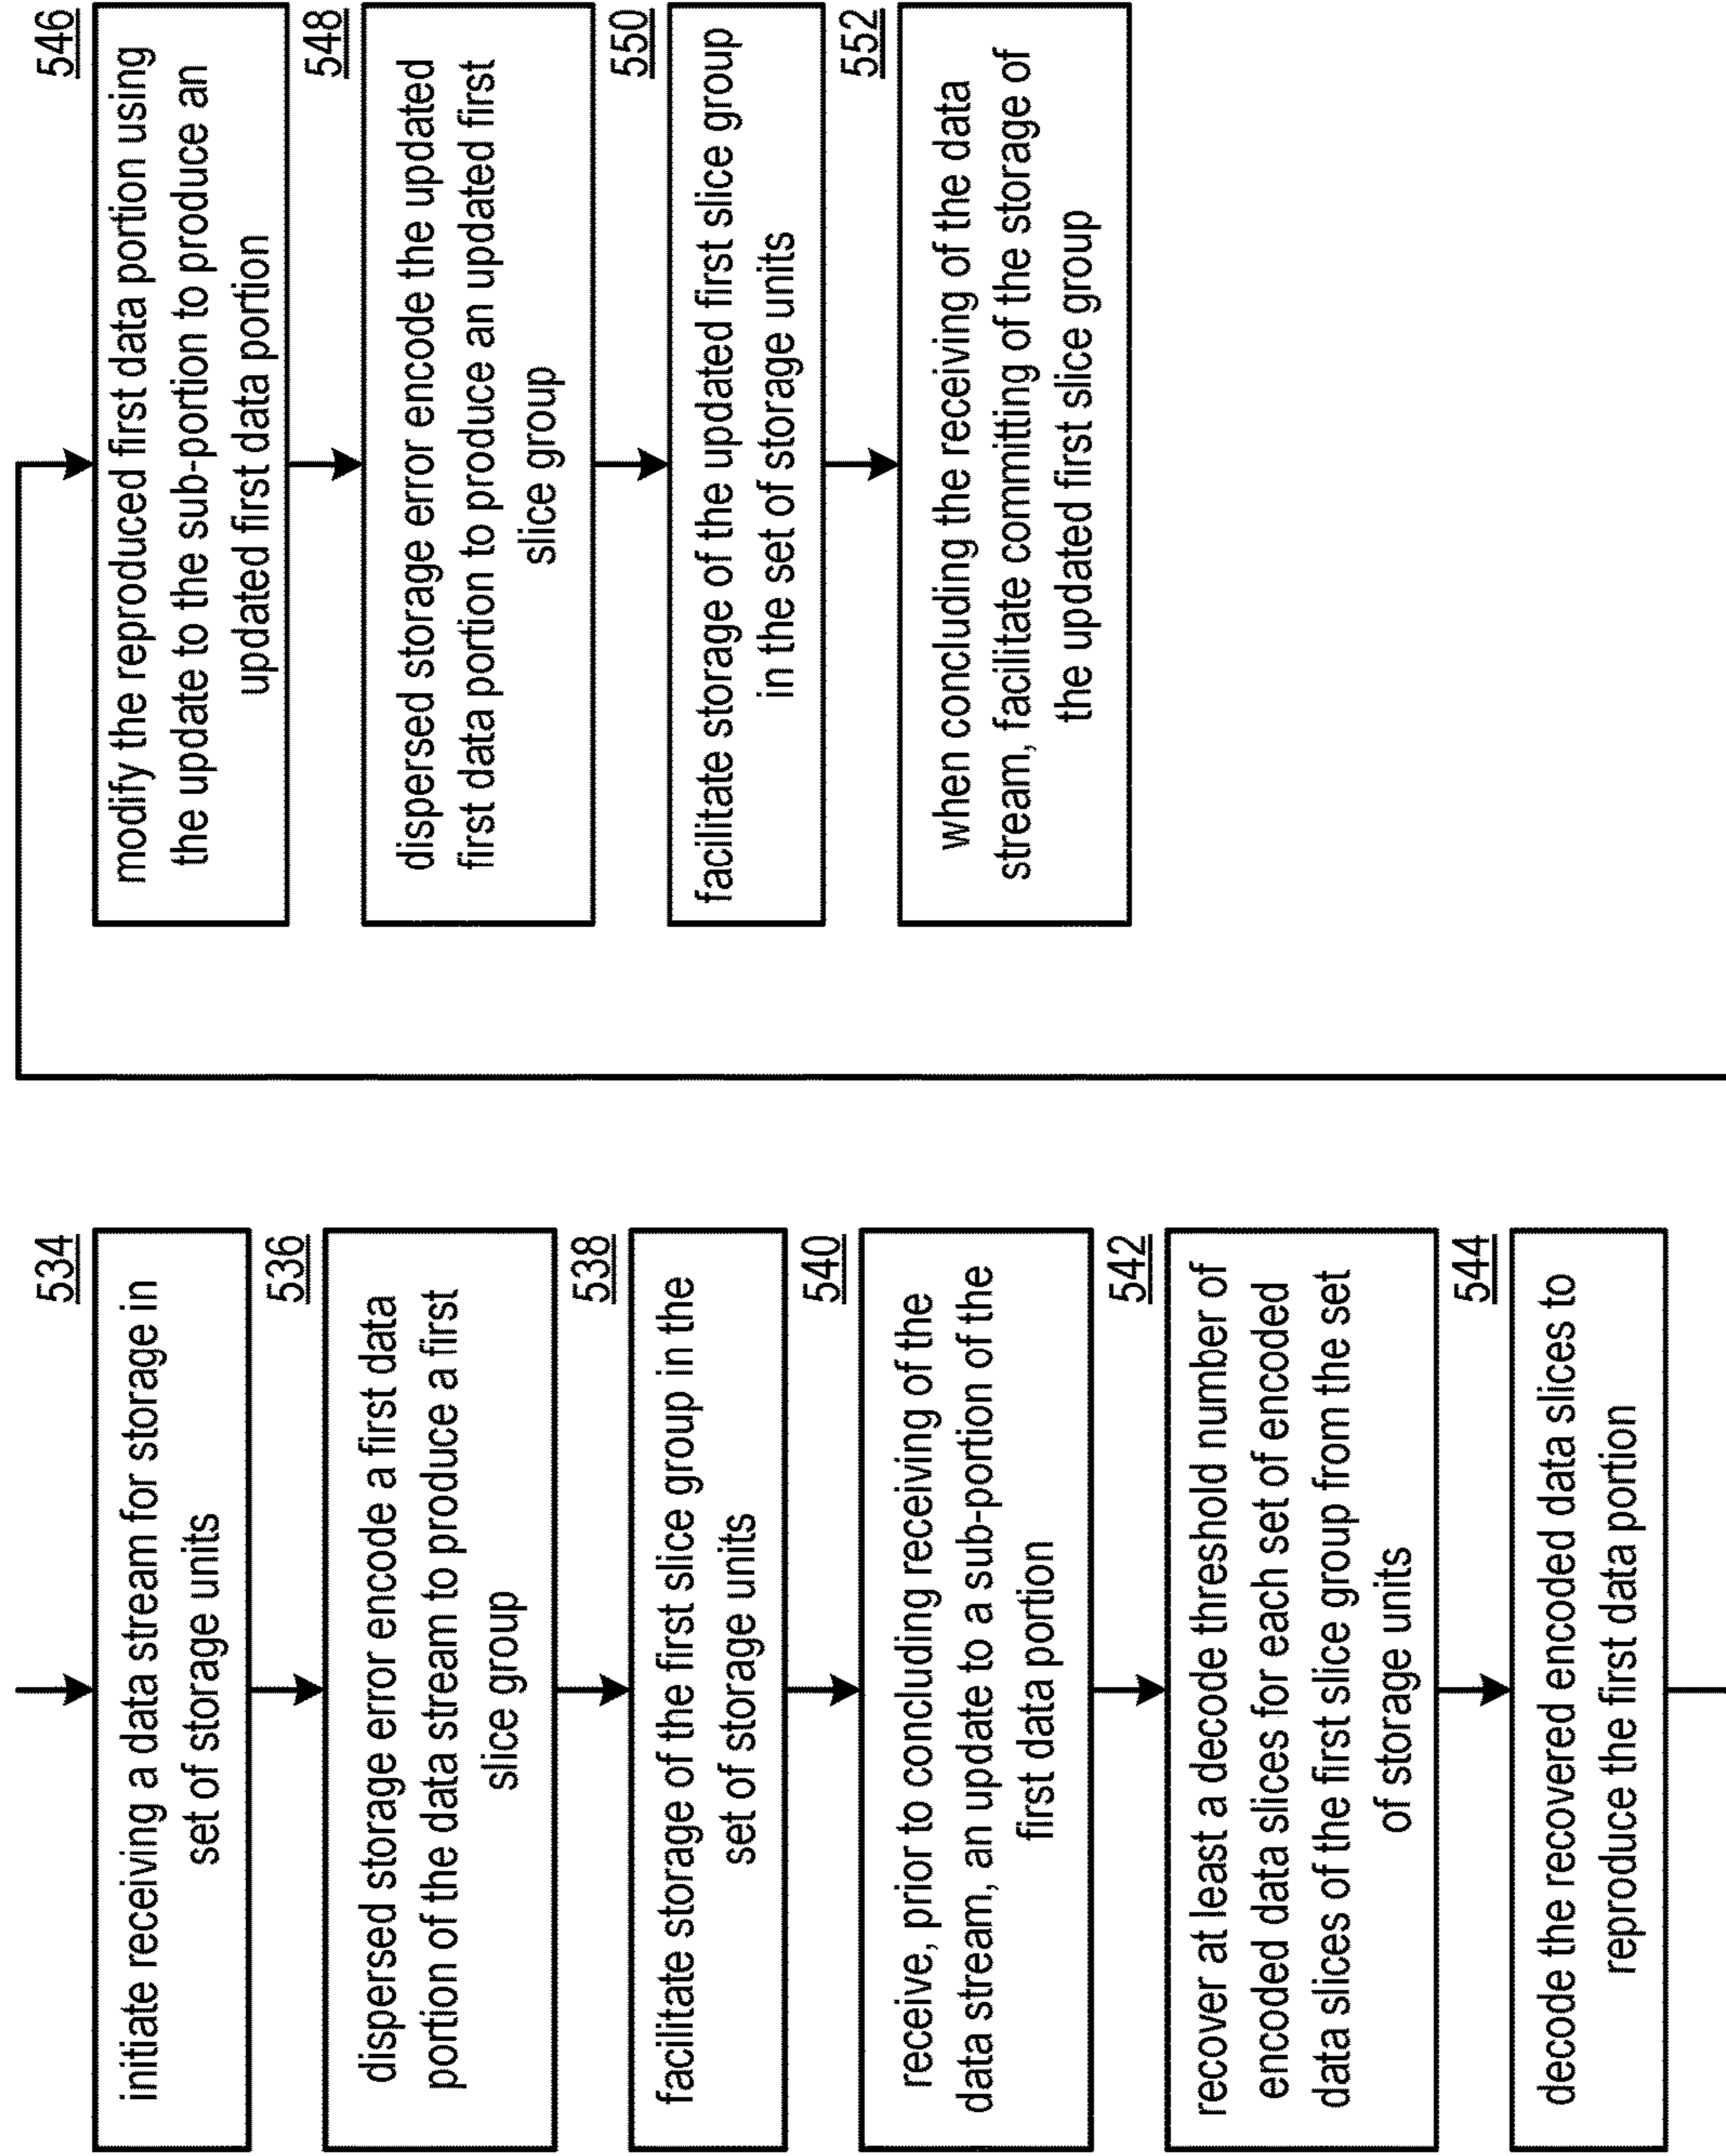 534
initiate receiving a data stream for storage in
set of storage units
536
dispersed storage error encode a first data
portion of the data stream to produce a first
slice group
538
facilitate storage of the first slice group in the
set of storage units
540
receive, prior to concluding receiving of the
data stream, an update to a sub-portion of the
first data portion
542
recover at least a decode threshold number of
encoded data slices for each set of encoded
data slices of the first slice group from the set
of storage units
544
decode the recovered encoded data slices to
reproduce the first data portion
546
modify the reproduced first data portion using
the update to the sub-portion to produce an
updated first data portion
548
dispersed storage error encode the updated
first data portion to produce an updated first
slice group
550
facilitate storage of the updated first slice group
in the set of storage units
552
when concluding the receiving of the data
stream, facilitate committing of the storage of
the updated first slice group